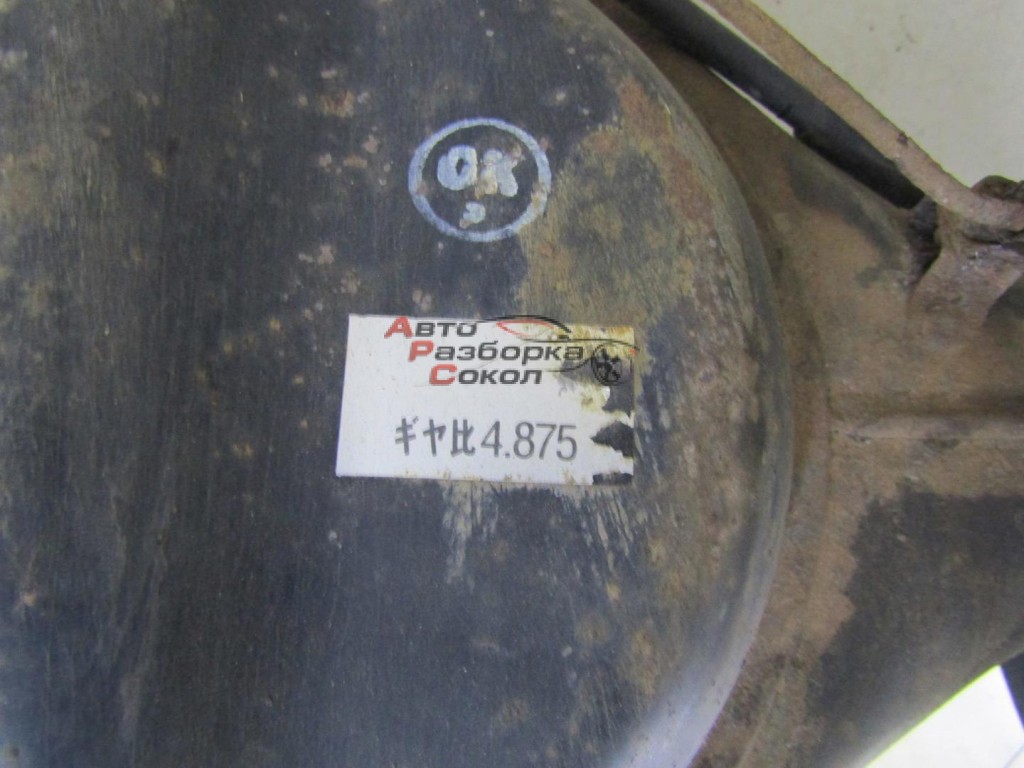 OK
Авто
Разборка
Сокол
ギヤ比4.875